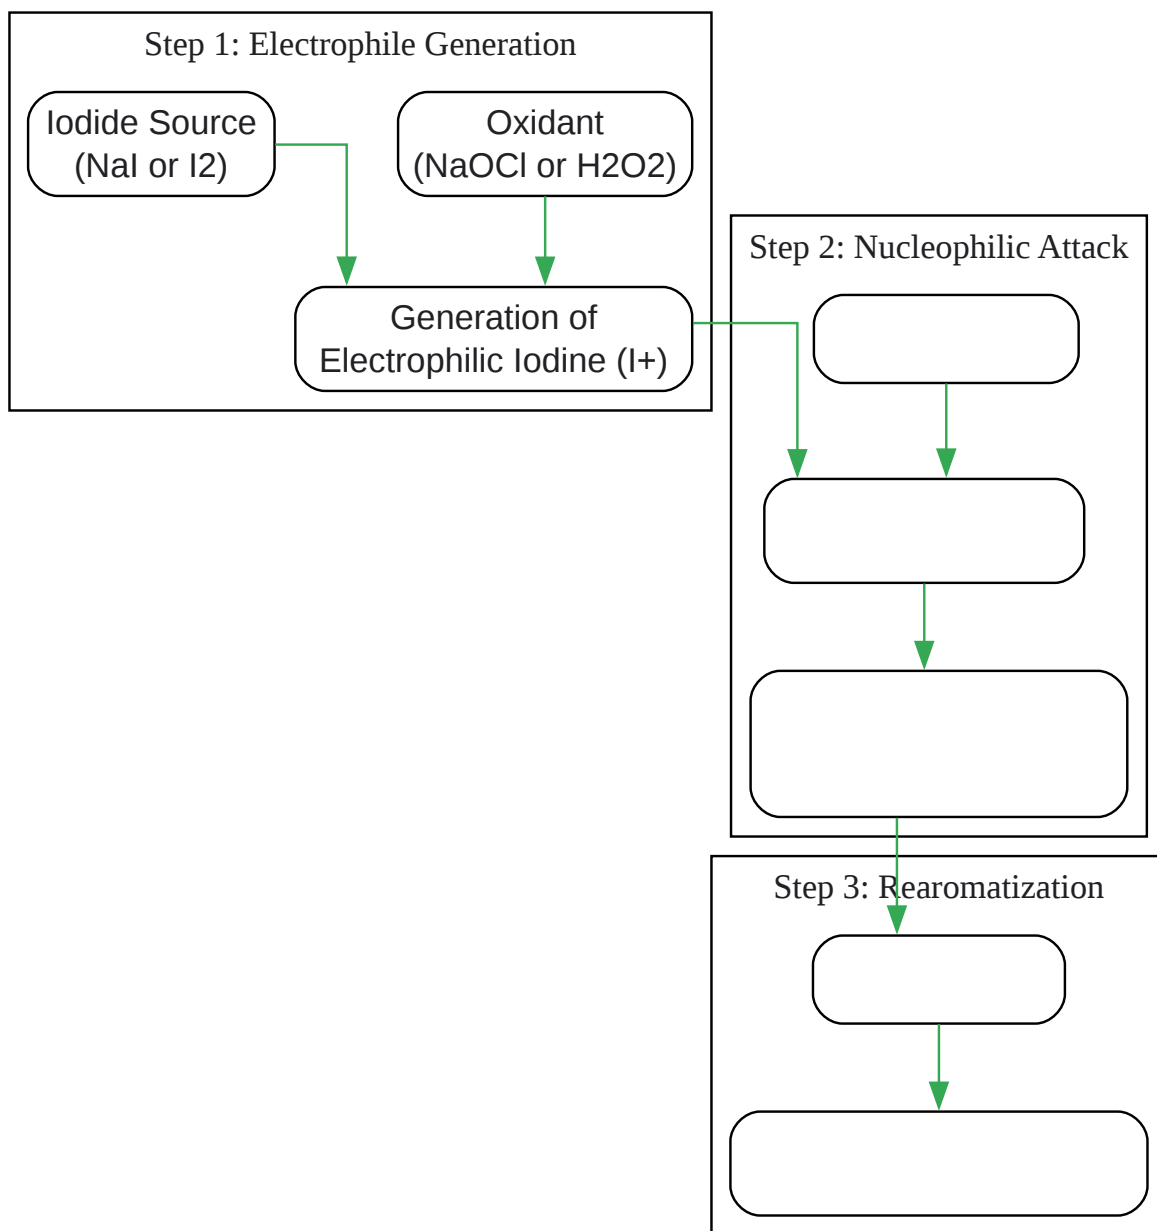 Step 1: Electrophile Generation
Iodide Source
(NaI or I2)
Oxidant
(NaOCl or H2O2)
Generation of
Electrophilic Iodine (I+)
Step 2: Nucleophilic Attack
Step 3: Rearomatization